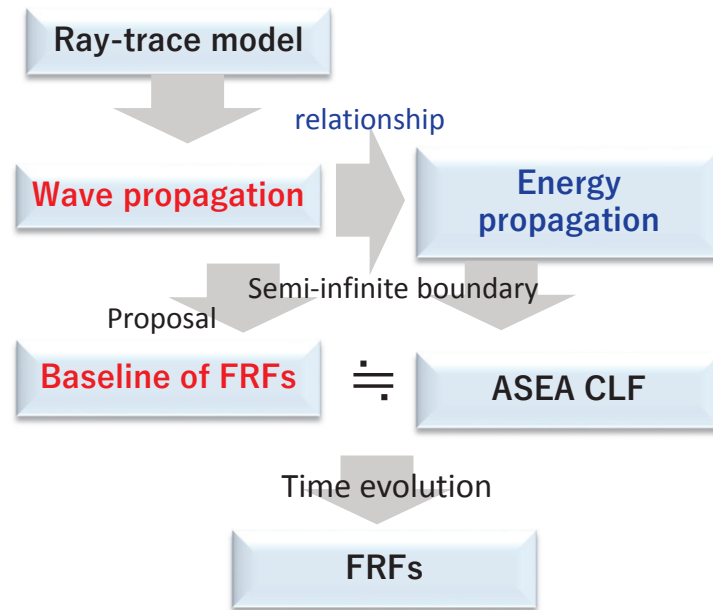 Ray-trace model
relationship
Wave propagation
Energy
propagation
Semi-infinite boundary
Proposal
Baseline of FRFs
≒
ASEA CLF
Time evolution
FRFs